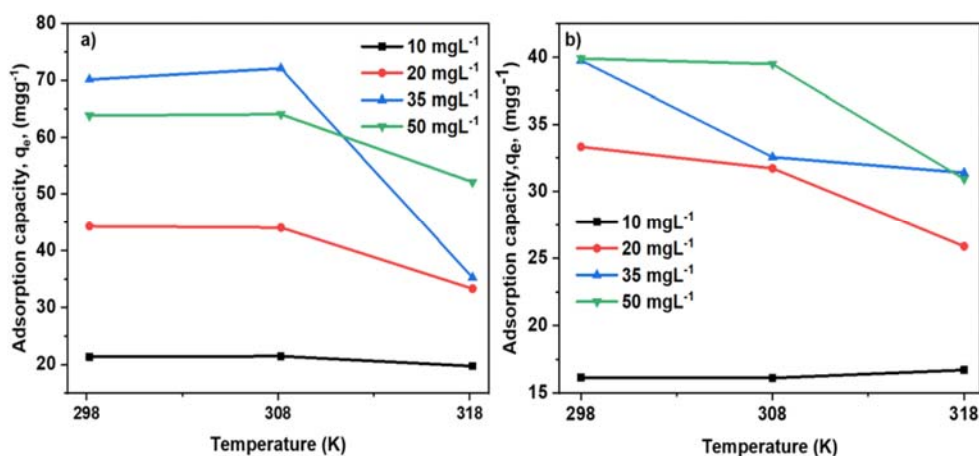 a)
80
70
60
50
40
30
20
298
308
318
Adsorption capacity, qₑ, (mgg⁻¹)
Temperature (K)
10 mgL⁻¹
20 mgL⁻¹
35 mgL⁻¹
50 mgL⁻¹
b)
40
35
30
25
20
15
298
308
318
Adsorption capacity,qₑ, (mgg⁻¹)
Temperature (K)
10 mgL⁻¹
20 mgL⁻¹
35 mgL⁻¹
50 mgL⁻¹